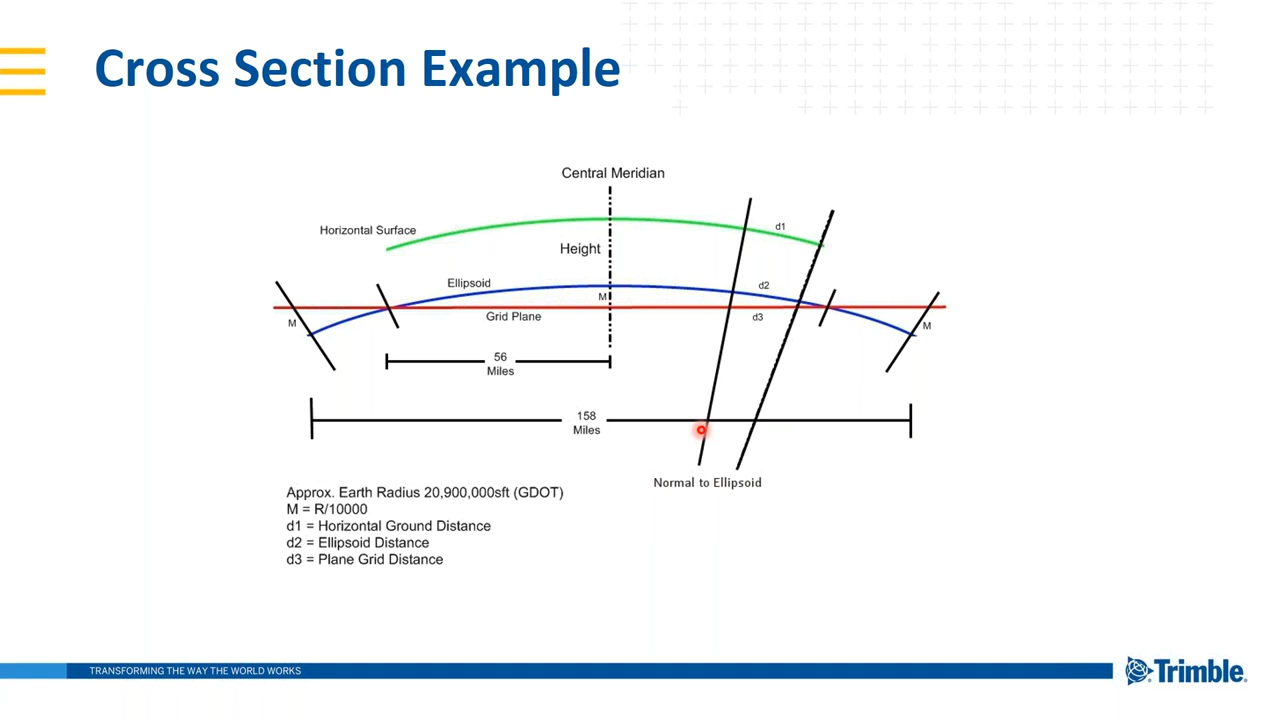 Cross Section Example
Central Meridian
Horizontal Surface
d1
Height
Ellipsoid
d2
M
Grid Plane
d3
M
M
56
Miles
158
Miles
Normal to Ellipsoid
Approx. Earth Radius 20,900,000sft (GDOT)
M = R/10000
d1 = Horizontal Ground Distance
d2 = Ellipsoid Distance
d3 = Plane Grid Distance
TRANSFORMING THE WAY THE WORLD WORKS
Trimble